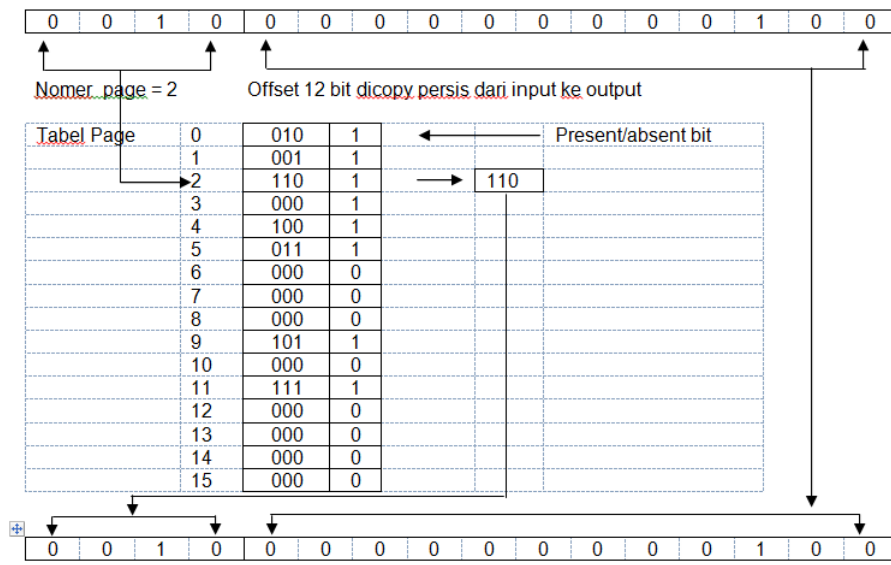 0 0 1 0 0 0 0 0 0 0 0 0 0 1 0 0
Nomer page = 2 Offset 12 bit dicopy persis dari input ke output
Tabel Page 0 010 1 Present/absent bit
1 001 1
2 110 1 110
3 000 1
4 100 1
5 011 1
6 000 0
7 000 0
8 000 0
9 101 1
10 000 0
11 111 1
12 000 0
13 000 0
14 000 0
15 000 0
0 0 1 0 0 0 0 0 0 0 0 0 0 1 0 0